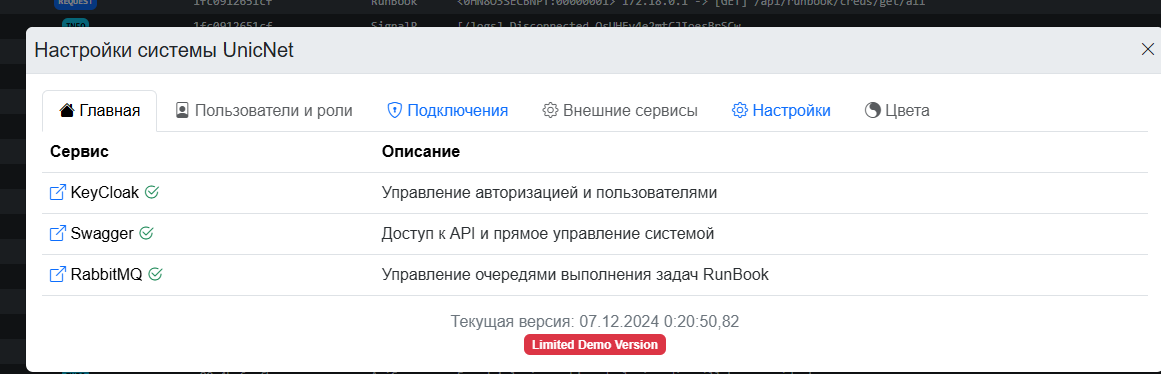 REQUEST 1fc0912651cf RunBook <0HN8O5SECBNPT:00000001> 172.18.0.1 -> [GET] /api/runbook/creds/get/all
INFO 1fc0912651cf SignalR [/logs] Disconnected
Настройки системы UnicNet
Главная Пользователи и роли Подключения Внешние сервисы Настройки Цвета
Сервис Описание
KeyCloak Управление авторизацией и пользователями
Swagger Доступ к API и прямое управление системой
RabbitMQ Управление очередями выполнения задач RunBook
Текущая версия: 07.12.2024 0:20:50,82
Limited Demo Version